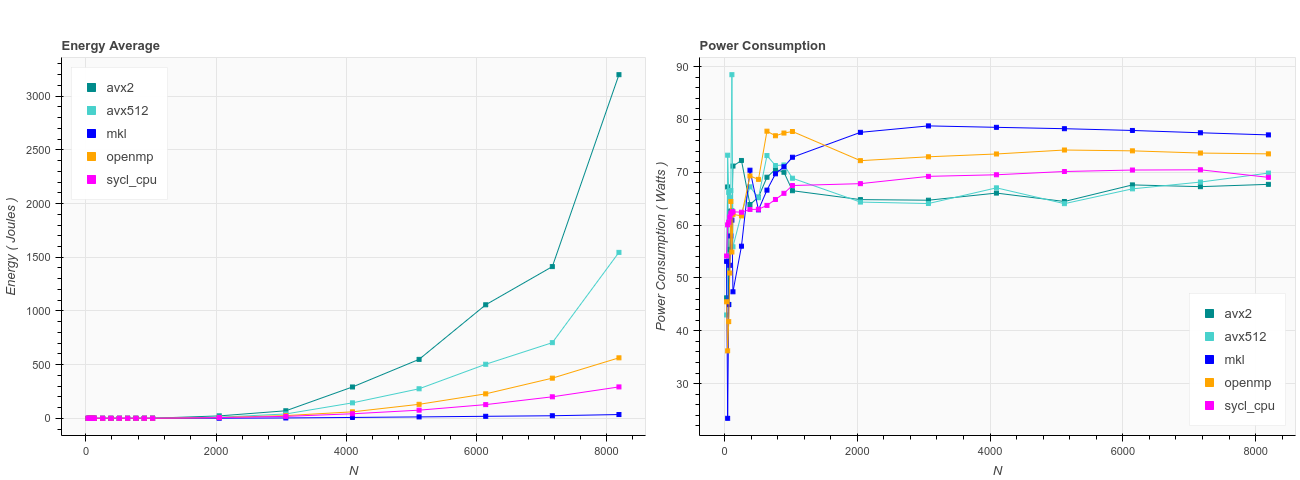 Energy Average
Energy ( Joules )
3000
2500
2000
1500
1000
500
0
avx2
avx512
mkl
openmp
sycl_cpu
0
2000
4000
6000
8000
N
Power Consumption
Power Consumption ( Watts )
90
80
70
60
50
40
30
avx2
avx512
mkl
openmp
sycl_cpu
0
2000
4000
6000
8000
N